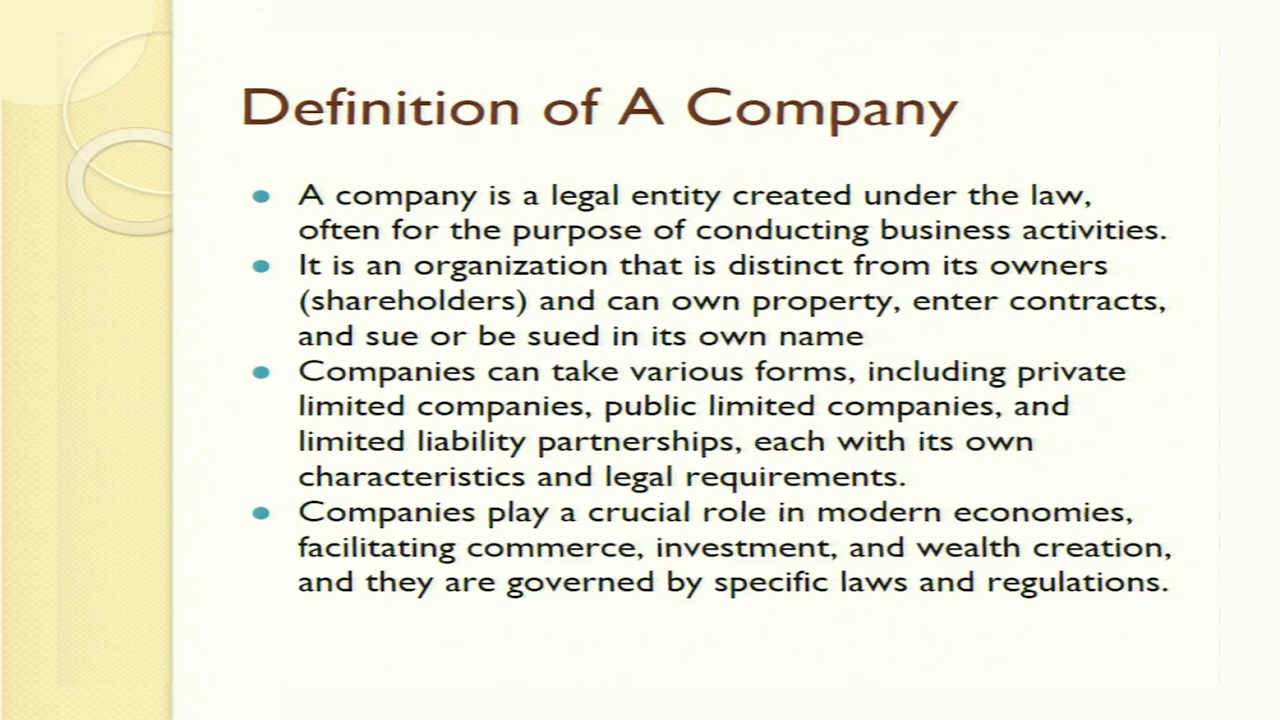 Definition of A Company
• A company is a legal entity created under the law,
often for the purpose of conducting business activities.
• It is an organization that is distinct from its owners
(shareholders) and can own property, enter contracts,
and sue or be sued in its own name
• Companies can take various forms, including private
limited companies, public limited companies, and
limited liability partnerships, each with its own
characteristics and legal requirements.
• Companies play a crucial role in modern economies,
facilitating commerce, investment, and wealth creation,
and they are governed by specific laws and regulations.